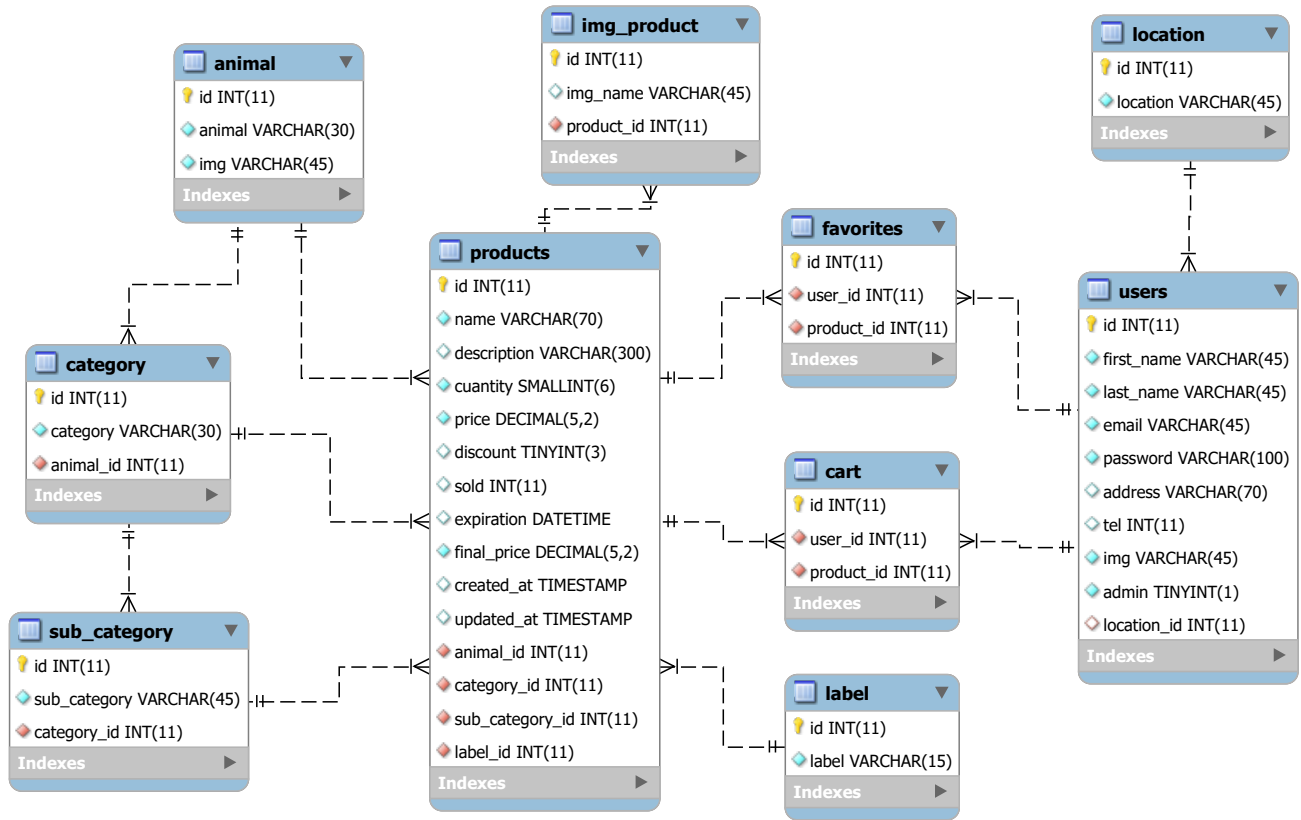 animal
id INT(11)
animal VARCHAR(30)
img VARCHAR(45)
Indexes
img_product
id INT(11)
img_name VARCHAR(45)
product_id INT(11)
Indexes
location
id INT(11)
location VARCHAR(45)
Indexes
category
id INT(11)
category VARCHAR(30)
animal_id INT(11)
Indexes
products
id INT(11)
name VARCHAR(70)
description VARCHAR(300)
cuantity SMALLINT(6)
price DECIMAL(5,2)
discount TINYINT(3)
sold INT(11)
expiration DATETIME
final_price DECIMAL(5,2)
created_at TIMESTAMP
updated_at TIMESTAMP
animal_id INT(11)
category_id INT(11)
sub_category_id INT(11)
label_id INT(11)
Indexes
favorites
id INT(11)
user_id INT(11)
product_id INT(11)
Indexes
users
id INT(11)
first_name VARCHAR(45)
last_name VARCHAR(45)
email VARCHAR(45)
password VARCHAR(100)
address VARCHAR(70)
tel INT(11)
img VARCHAR(45)
admin TINYINT(1)
location_id INT(11)
Indexes
cart
id INT(11)
user_id INT(11)
product_id INT(11)
Indexes
sub_category
id INT(11)
sub_category VARCHAR(45)
category_id INT(11)
Indexes
label
id INT(11)
label VARCHAR(15)
Indexes